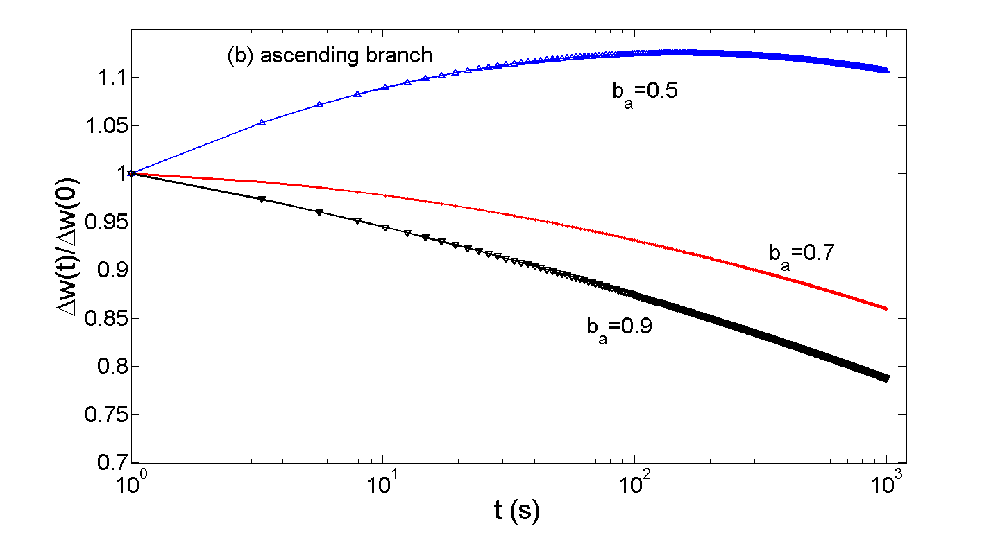 (b) ascending branch
1.1
1.05
1
0.95
0.9
0.85
0.8
0.75
0.7
Δw(t)/Δw(0)
b_a=0.5
b_a=0.7
b_a=0.9
10^0
10^1
10^2
10^3
t (s)